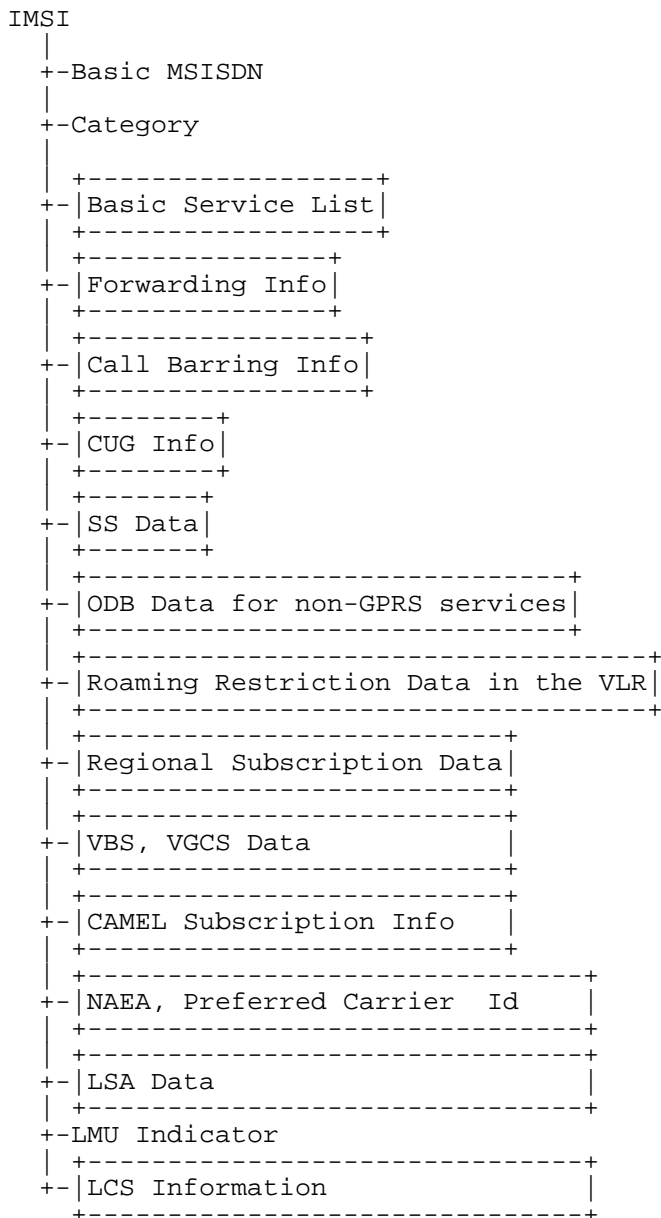 IMSI
Basic MSISDN
Category
Basic Service List
Forwarding Info
Call Barring Info
CUG Info
SS Data
ODB Data for non-GPRS services
Roaming Restriction Data in the VLR
Regional Subscription Data
VBS, VGCS Data
CAMEL Subscription Info
NAEA, Preferred Carrier  Id
LSA Data
LMU Indicator
LCS Information